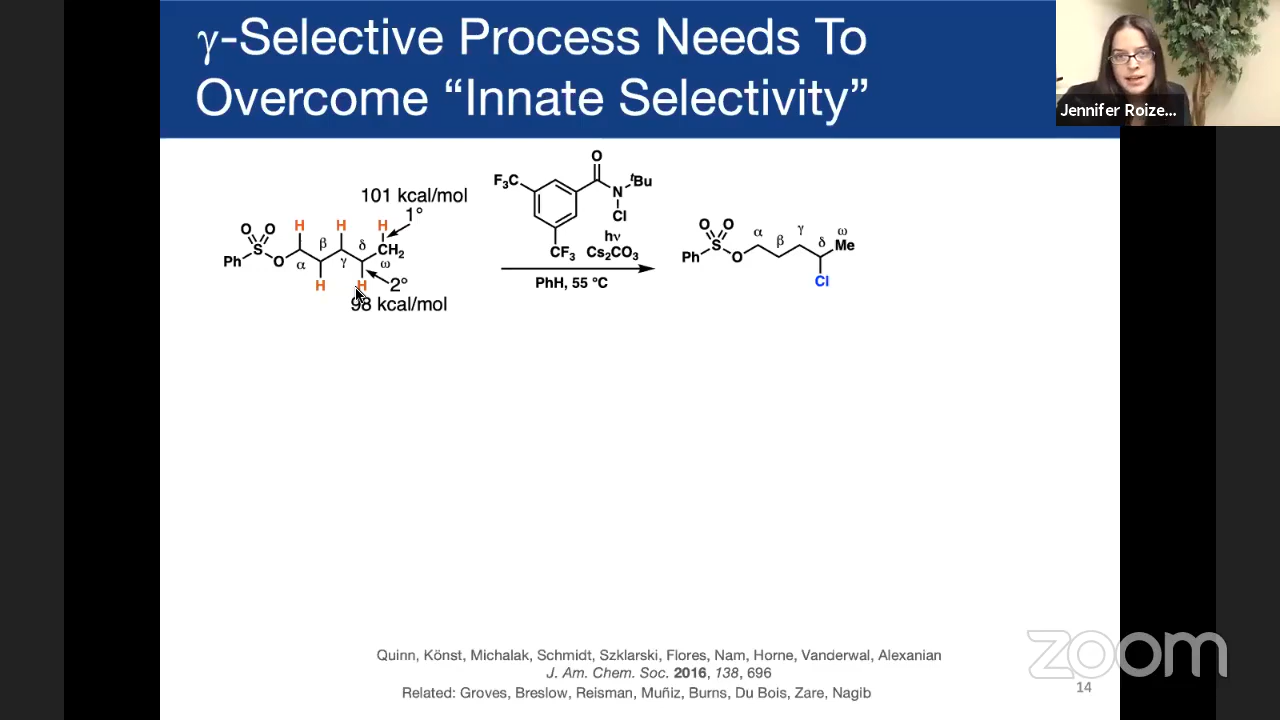 γ-Selective Process Needs To
Overcome “Innate Selectivity”
Jennifer Roize...
101 kcal/mol
1°
H
H
H
O
O
S
Ph
O
α
β
γ
δ
CH2
ω
H
H
2°
98 kcal/mol
O
F3C
N
tBu
Cl
CF3
hν
Cs2CO3
PhH, 55 °C
O
O
S
Ph
O
α
β
γ
δ
ω
Me
Cl
Quinn, Könst, Michalak, Schmidt, Szklarski, Flores, Nam, Horne, Vanderwal, Alexanian
J. Am. Chem. Soc. 2016, 138, 696
Related: Groves, Breslow, Reisman, Muñiz, Burns, Du Bois, Zare, Nagib
zoom
14